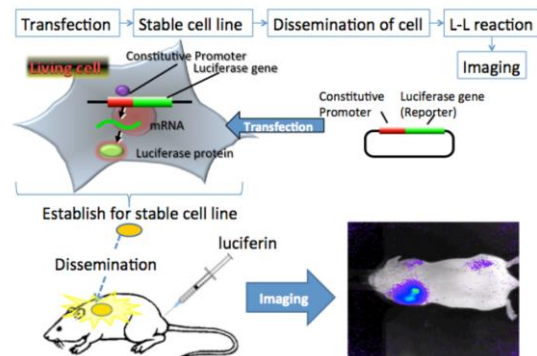 Transfection
Stable cell line
Dissemination of cell
L-L reaction
Imaging
Living cell
Constitutive Promoter
Luciferase gene
mRNA
Luciferase protein
Transfection
Constitutive
Promoter
Luciferase gene
(Reporter)
Establish for stable cell line
Dissemination
luciferin
Imaging